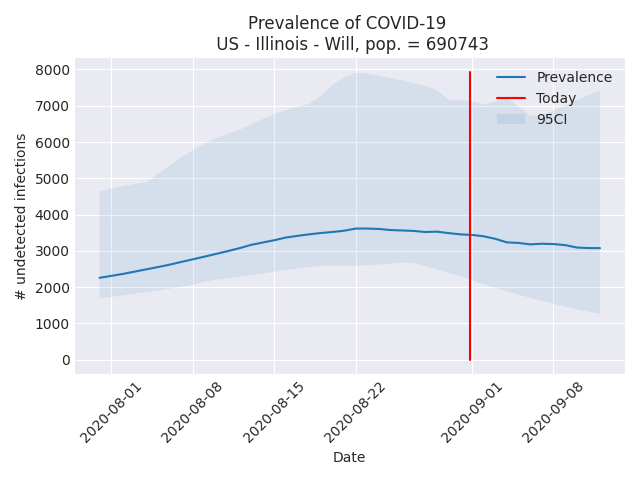 Prevalence of COVID-19
US - Illinois - Will, pop. = 690743
8000
7000
6000
5000
4000
3000
2000
1000
0
# undetected infections
Prevalence
Today
95CI
2020-08-01
2020-08-08
2020-08-15
2020-08-22
2020-09-01
2020-09-08
Date